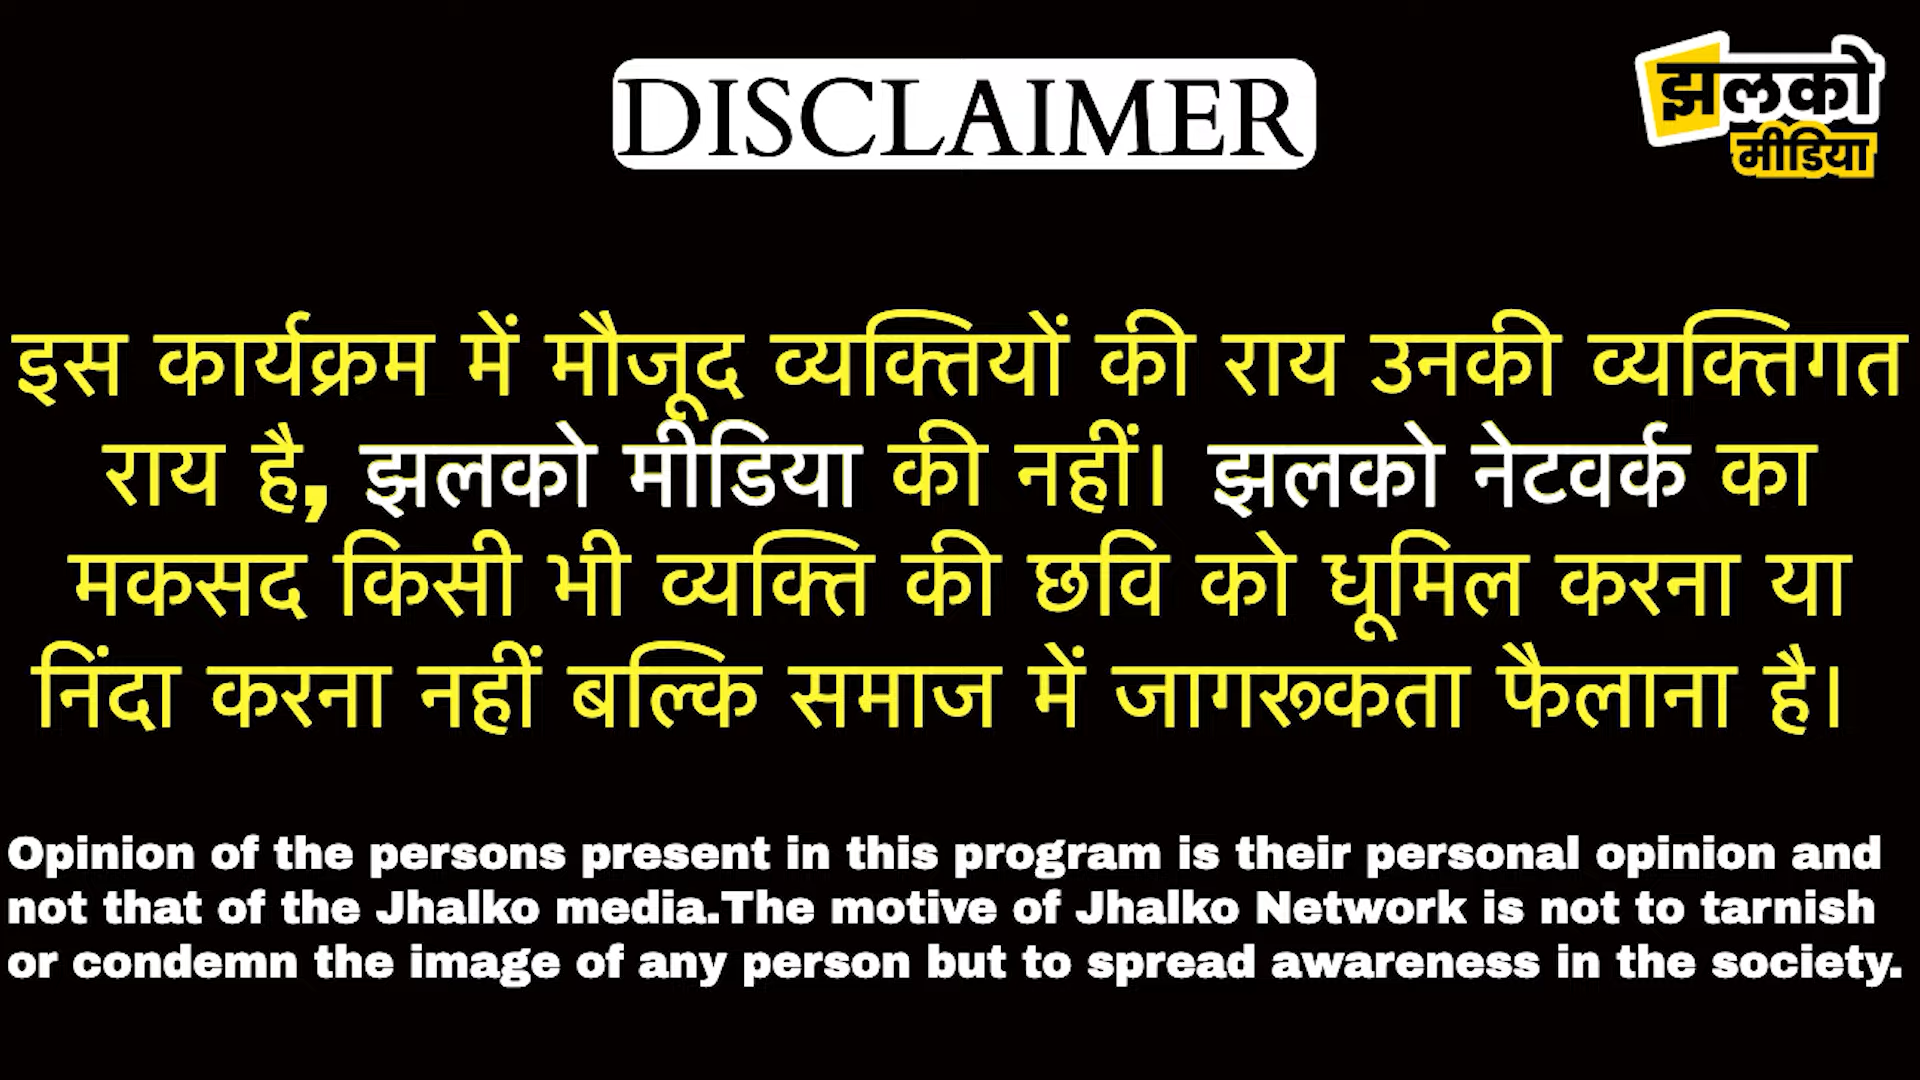 DISCLAIMER
झलको
मीडिया
इस कार्यक्रम में मौजूद व्यक्तियों की राय उनकी व्यक्तिगत
राय है, झलको मीडिया की नहीं। झलको नेटवर्क का
मकसद किसी भी व्यक्ति की छवि को धूमिल करना या
निंदा करना नहीं बल्कि समाज में जागरूकता फैलाना है।
Opinion of the persons present in this program is their personal opinion and
not that of the Jhalko media.The motive of Jhalko Network is not to tarnish
or condemn the image of any person but to spread awareness in the society.